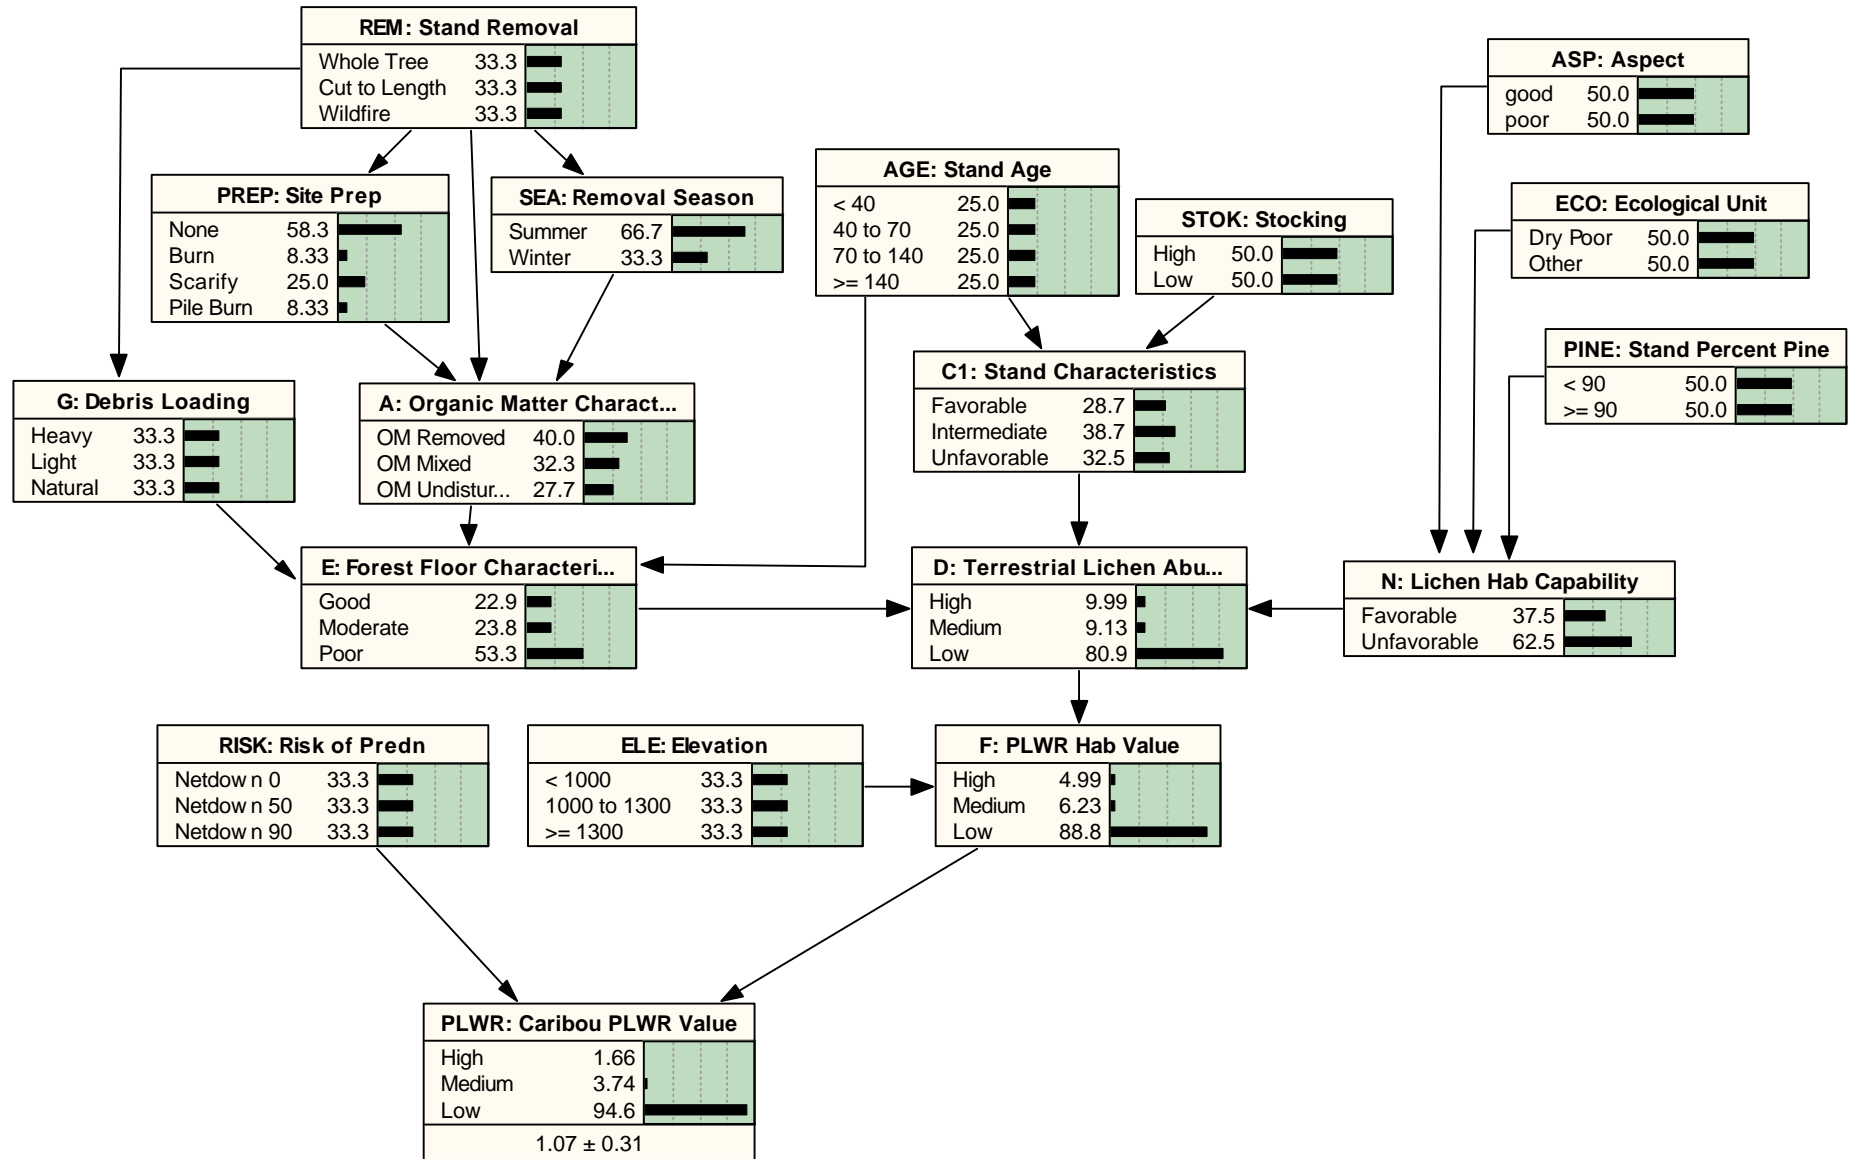 REM: Stand Removal
Whole Tree 33.3
Cut to Length 33.3
Wildfire 33.3
ASP: Aspect
good 50.0
poor 50.0
PREP: Site Prep
None 58.3
Burn 8.33
Scarify 25.0
Pile Burn 8.33
SEA: Removal Season
Summer 66.7
Winter 33.3
AGE: Stand Age
< 40 25.0
40 to 70 25.0
70 to 140 25.0
>= 140 25.0
STOK: Stocking
High 50.0
Low 50.0
ECO: Ecological Unit
Dry Poor 50.0
Other 50.0
PINE: Stand Percent Pine
< 90 50.0
>= 90 50.0
G: Debris Loading
Heavy 33.3
Light 33.3
Natural 33.3
A: Organic Matter Charact...
OM Removed 40.0
OM Mixed 32.3
OM Undistur... 27.7
C1: Stand Characteristics
Favorable 28.7
Intermediate 38.7
Unfavorable 32.5
E: Forest Floor Characteri...
Good 22.9
Moderate 23.8
Poor 53.3
D: Terrestrial Lichen Abu...
High 9.99
Medium 9.13
Low 80.9
N: Lichen Hab Capability
Favorable 37.5
Unfavorable 62.5
RISK: Risk of Predn
Netdown 0 33.3
Netdown 50 33.3
Netdown 90 33.3
ELE: Elevation
< 1000 33.3
1000 to 1300 33.3
>= 1300 33.3
F: PLWR Hab Value
High 4.99
Medium 6.23
Low 88.8
PLWR: Caribou PLWR Value
High 1.66
Medium 3.74
Low 94.6
1.07 ± 0.31